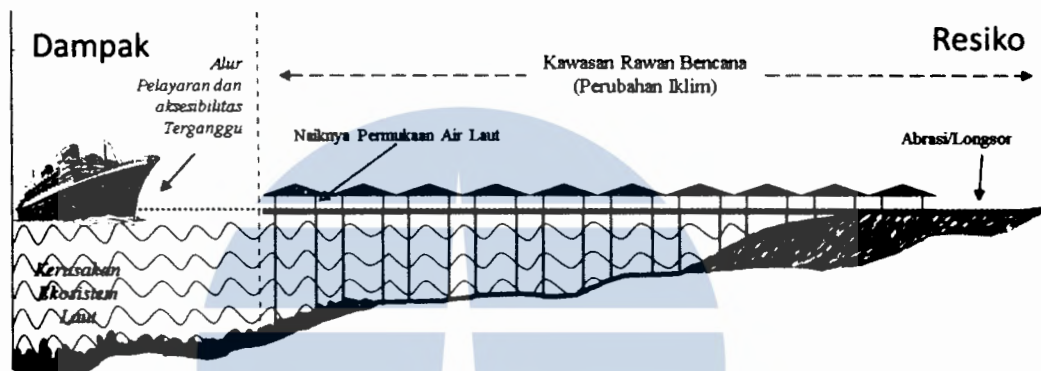 Dampak
Resiko
Alur
Pelayaran dan
aksesibilitas
Terganggu
Kawasan Rawan Bencana
(Perubahan Iklim)
Naiknya Permukaan Air Laut
Abrasi/Longsor
Kerusakan
Ekosistem
Laut